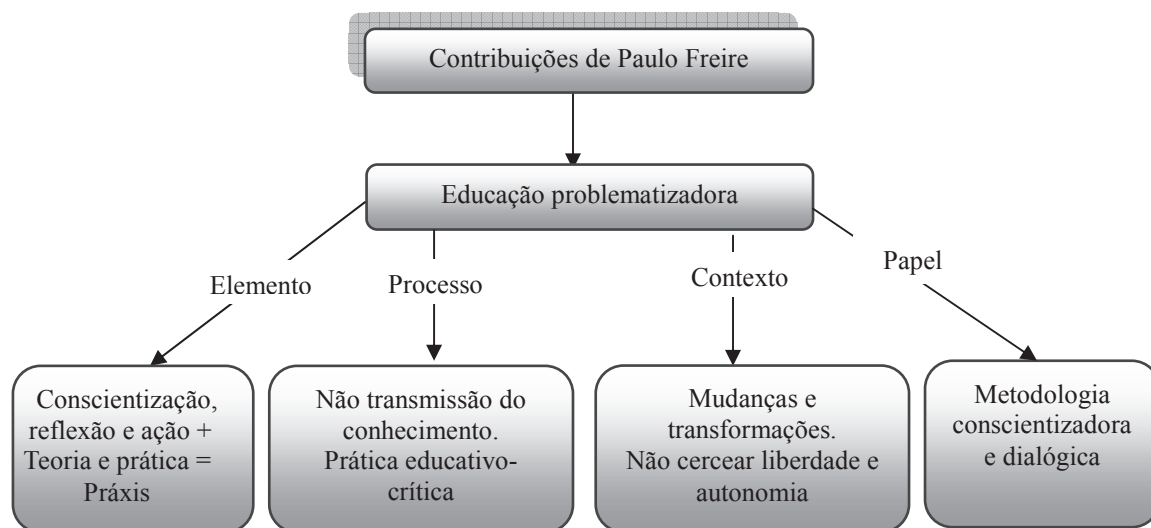 Contribuições de Paulo Freire
Educação problematizadora
Elemento
Processo
Contexto
Papel
Conscientização,
reflexão e ação +
Teoria e prática =
Práxis
Não transmissão do
conhecimento.
Prática educativo-
crítica
Mudanças e
transformações.
Não cercear liberdade e
autonomia
Metodologia
conscientizadora
e dialógica